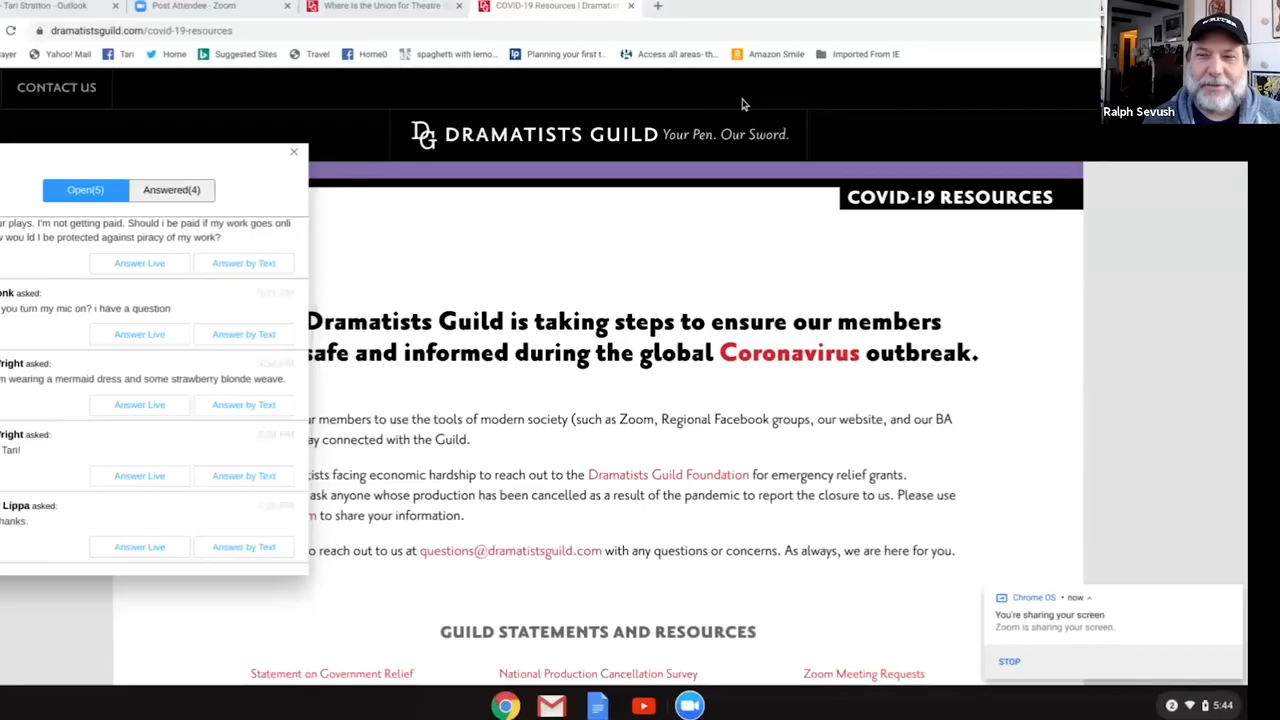 - Tari Stratton - Outlook
Post Attendee - Zoom
Where is the Union for Theatre
COVID-19 Resources | Dramatis
dramatistsguild.com/covid-19-resources
ayer
Yahoo! Mail
Tari
Home
Suggested Sites
Travel
Home0
spaghetti with lemo...
Planning your first t...
Access all areas- th...
Amazon Smile
Imported From IE
WRITER
Ralph Sevush
CONTACT US
DG DRAMATISTS GUILD Your Pen. Our Sword.
COVID-19 RESOURCES
Open(5)
Answered(4)
ur plays. I'm not getting paid. Should i be paid if my work goes onli
w wou ld I be protected against piracy of my work?
Answer Live
Answer by Text
onk asked:
you turn my mic on? i have a question
Answer Live
Answer by Text
Wright asked:
m wearing a mermaid dress and some strawberry blonde weave.
Answer Live
Answer by Text
Wright asked:
Tari!
Answer Live
Answer by Text
Lippa asked:
hanks.
Answer Live
Answer by Text
Dramatists Guild is taking steps to ensure our members
safe and informed during the global Coronavirus outbreak.
ur members to use the tools of modern society (such as Zoom, Regional Facebook groups, our website, and our BA
ay connected with the Guild.
tists facing economic hardship to reach out to the Dramatists Guild Foundation for emergency relief grants.
ask anyone whose production has been cancelled as a result of the pandemic to report the closure to us. Please use
m to share your information.
o reach out to us at questions@dramatistsguild.com with any questions or concerns. As always, we are here for you.
GUILD STATEMENTS AND RESOURCES
Statement on Government Relief
National Production Cancellation Survey
Zoom Meeting Requests
Chrome OS • now
You're sharing your screen
Zoom is sharing your screen.
STOP
2
5:44